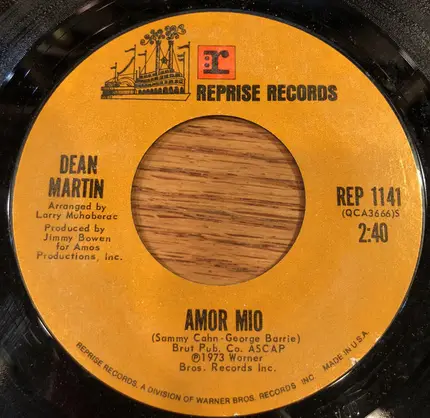 r
REPRISE RECORDS
DEAN
MARTIN
Arranged by
Larry Muhoberac
Produced by
Jimmy Bowen
for Amos
Productions, Inc.
REP 1141
(QCA3666)S
2:40
AMOR MIO
(Sammy Cahn-George Barrie)
Brut Pub. Co. ASCAP
℗1973 Warner
Bros. Records Inc.
REPRISE RECORDS, A DIVISION OF WARNER BROS. RECORDS INC. MADE IN U.S.A.